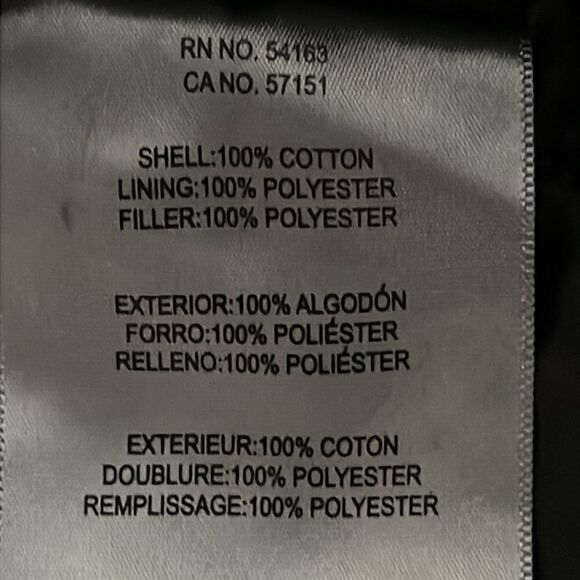 RN NO. 54163
CA NO. 57151
SHELL:100% COTTON
LINING:100% POLYESTER
FILLER:100% POLYESTER
EXTERIOR:100% ALGODÓN
FORRO:100% POLIÉSTER
RELLENO:100% POLIÉSTER
EXTERIEUR:100% COTON
DOUBLURE:100% POLYESTER
REMPLISSAGE:100% POLYESTER